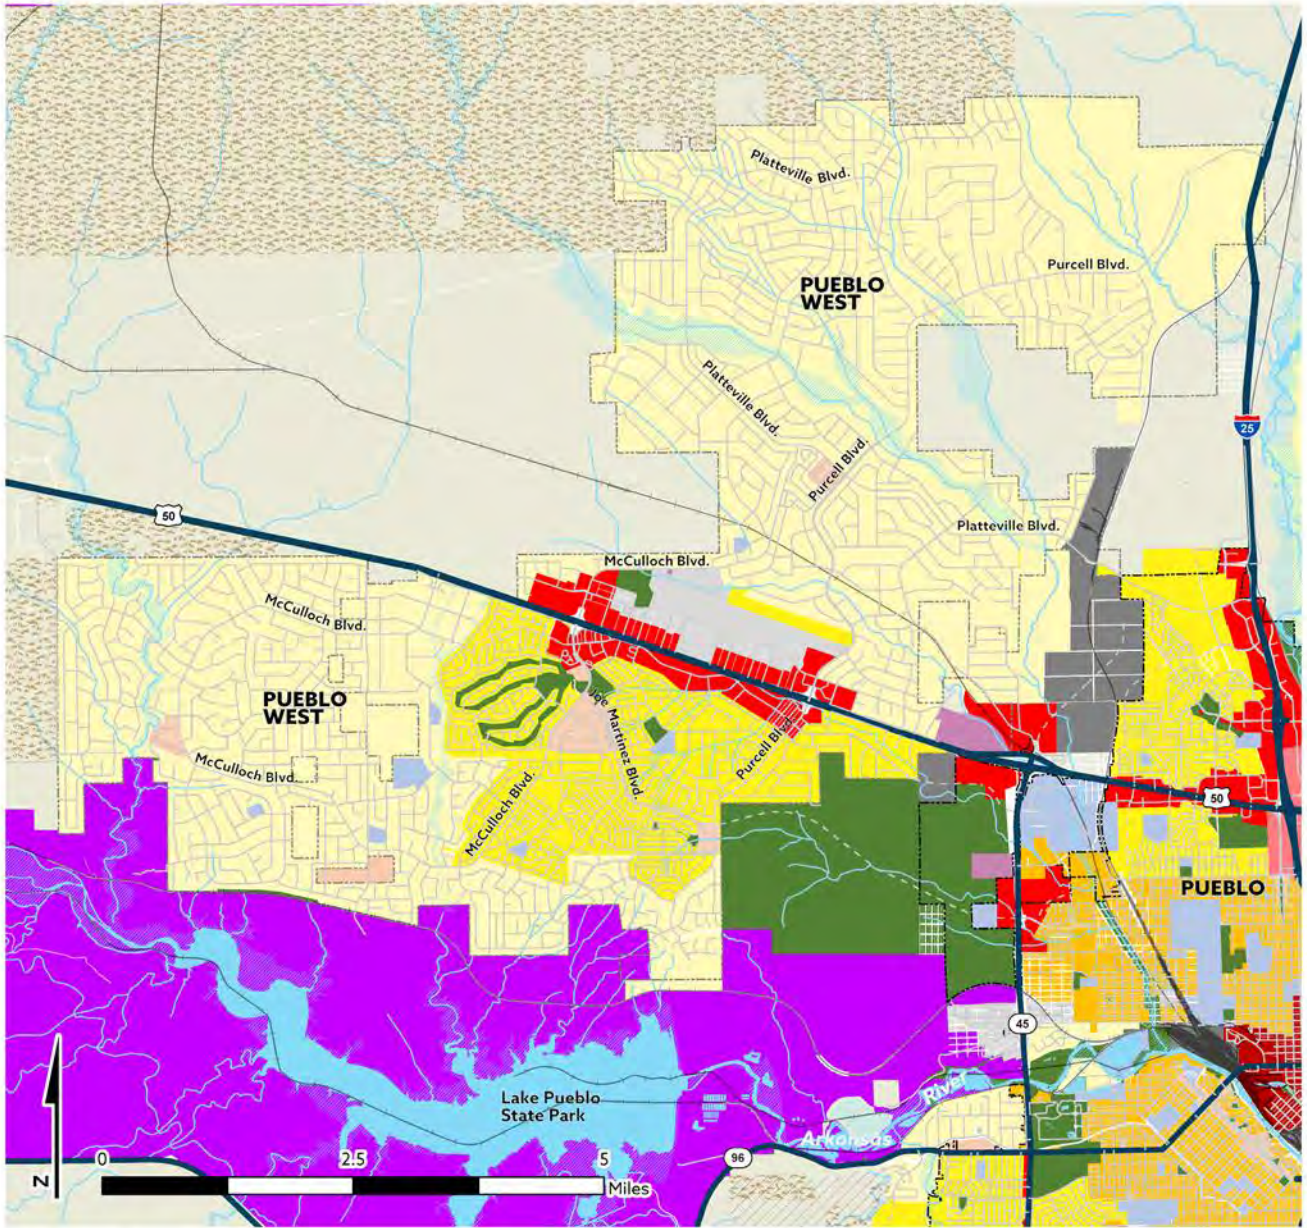 Platteville Blvd.
Purcell Blvd.
PUEBLO
WEST
Platteville Blvd.
25
Purcell Blvd.
50
Platteville Blvd.
McCulloch Blvd.
McCulloch Blvd.
PUEBLO
WEST
Joe Martinez Blvd.
Purcell Blvd.
McCulloch Blvd.
McCulloch Blvd.
50
PUEBLO
45
River
Lake Pueblo
State Park
Arkansas
96
N
0
2.5
5
Miles